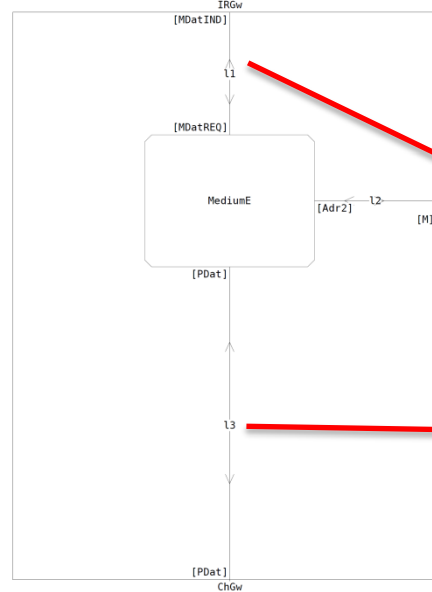 IRGw
[MDatIND]
l1
[MDatREQ]
MediumE
l2
[Adr2]
[M]
[PDat]
l3
[PDat]
ChGw